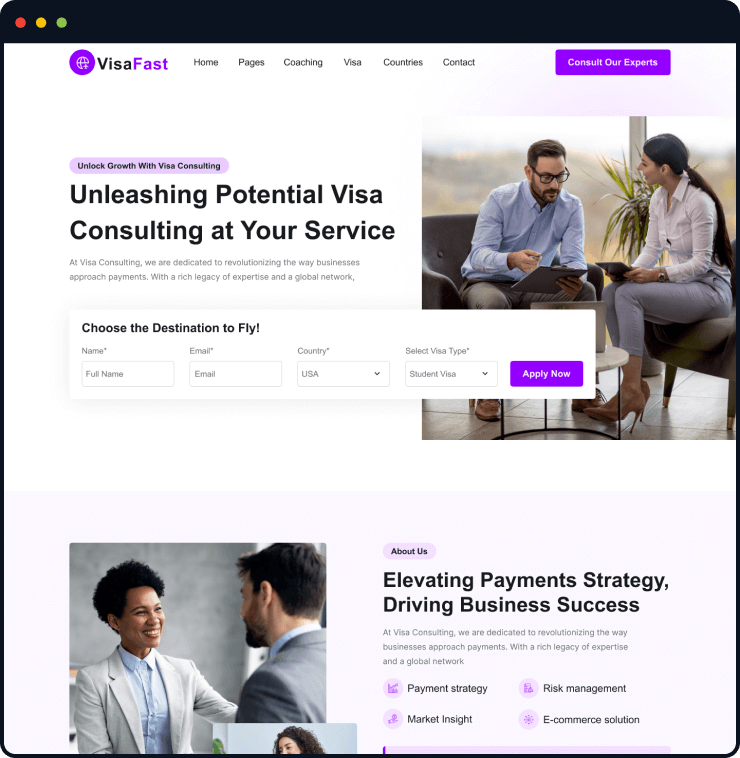 VisaFast
Home
Pages
Coaching
Visa
Countries
Contact
Consult Our Experts
Unlock Growth With Visa Consulting
Unleashing Potential Visa
Consulting at Your Service
At Visa Consulting, we are dedicated to revolutionizing the way businesses
approach payments. With a rich legacy of expertise and a global network,
Choose the Destination to Fly!
Name*
Email*
Country*
Select Visa Type*
Full Name
Email
USA
Student Visa
Apply Now
About Us
Elevating Payments Strategy,
Driving Business Success
At Visa Consulting, we are dedicated to revolutionizing the way
businesses approach payments. With a rich legacy of expertise
and a global network
Payment strategy
Risk management
Market Insight
E-commerce solution